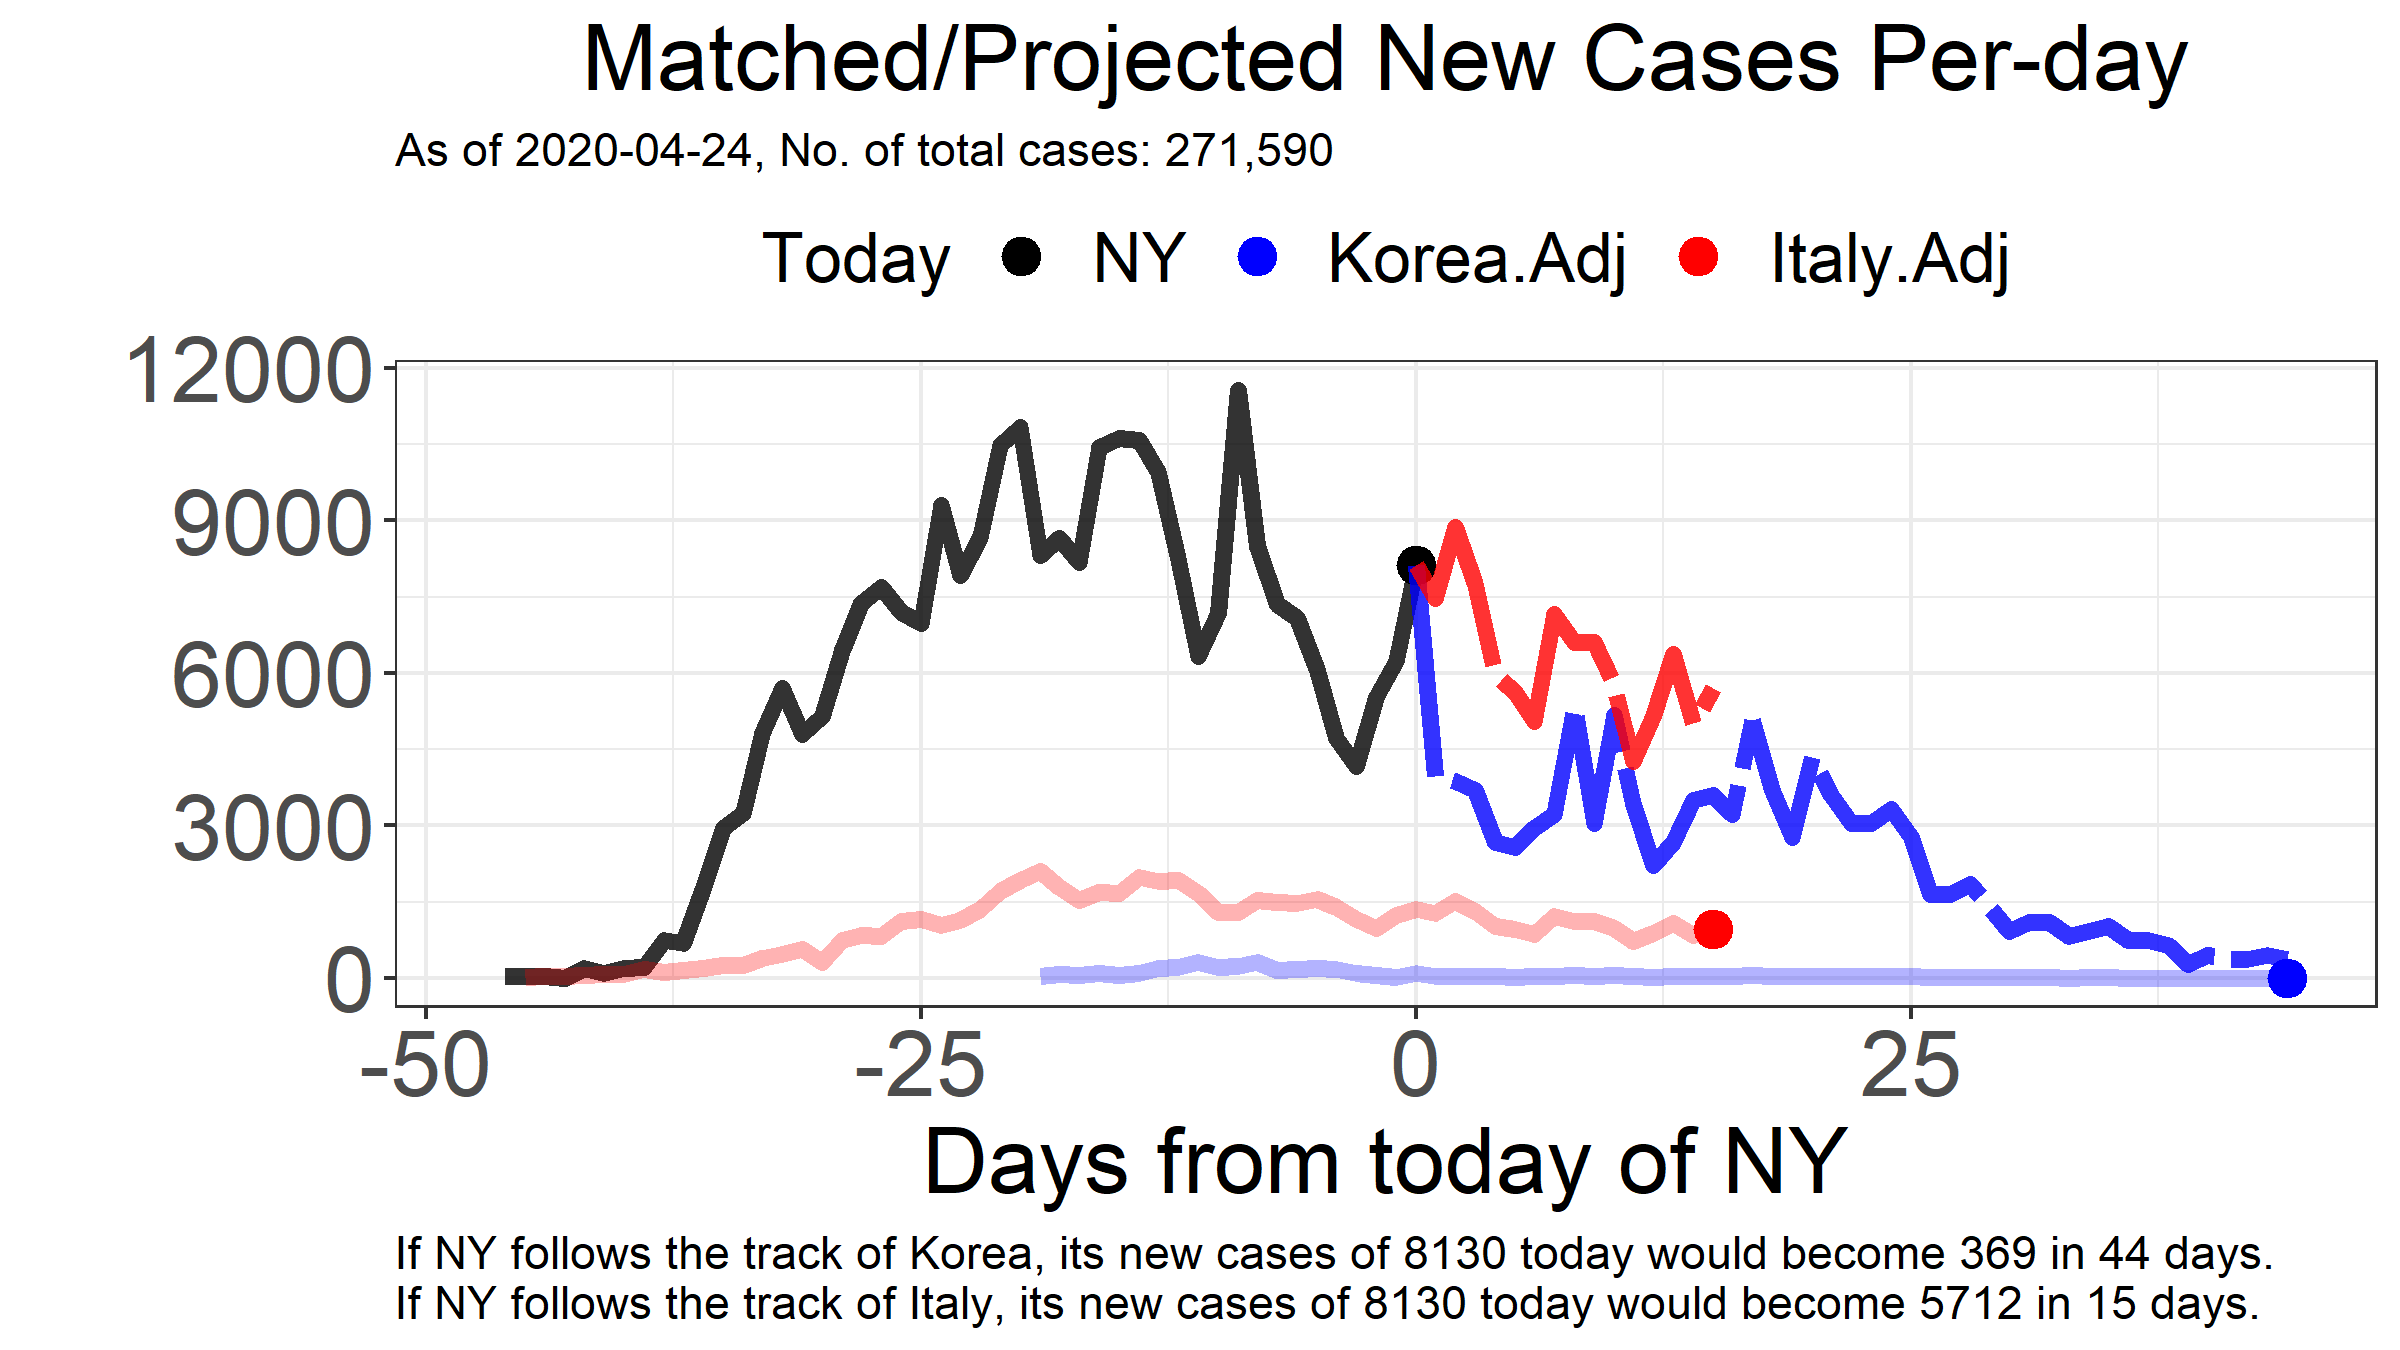 Matched/Projected New Cases Per-day
As of 2020-04-24, No. of total cases: 271,590
Today NY Korea.Adj Italy.Adj
12000
9000
6000
3000
0
-50 -25 0 25
Days from today of NY
If NY follows the track of Korea, its new cases of 8130 today would become 369 in 44 days.
If NY follows the track of Italy, its new cases of 8130 today would become 5712 in 15 days.